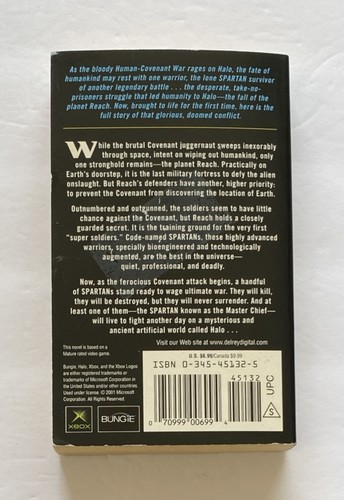 As the bloody Human-Covenant War rages on Halo, the fate of
humankind may rest with one warrior, the lone SPARTAN survivor
of another legendary battle . . . the desperate, take-no-
prisoners struggle that led humanity to Halo—the fall of the
planet Reach. Now, brought to life for the first time, here is the
full story of that glorious, doomed conflict.
While the brutal Covenant juggernaut sweeps inexorably
through space, intent on wiping out humankind, only
one stronghold remains—the planet Reach. Practically on
Earth's doorstep, it is the last military fortress to defy the alien
onslaught. But Reach's defenders have another, higher priority:
to prevent the Covenant from discovering the location of Earth.
Outnumbered and outgunned, the soldiers seem to have little
chance against the Covenant, but Reach holds a closely
guarded secret. It is the training ground for the very first
"super soldiers." Code-named SPARTANs, these highly advanced
warriors, specially bioengineered and technologically
augmented, are the best in the universe—
quiet, professional, and deadly.
Now, as the ferocious Covenant attack begins, a handful
of SPARTANs stand ready to wage ultimate war. They will kill,
they will be destroyed, but they will never surrender. And at
least one of them—the SPARTAN known as the Master Chief—
will live to fight another day on a mysterious and
ancient artificial world called Halo . . .
Visit our Web site at www.delreydigital.com
This novel is based on a
Mature rated video game.
Bungie, Halo, Xbox, and the Xbox Logos
are either registered trademarks or
trademarks of Microsoft Corporation in
the United States and/or other countries.
Used under license. © 2001 Microsoft
Corporation. All Rights Reserved.
XBOX
BUNGIE
U.S. $6.99/Canada $9.99
ISBN 0-345-45132-5
45132
UPC
S
0 70999 00699 4